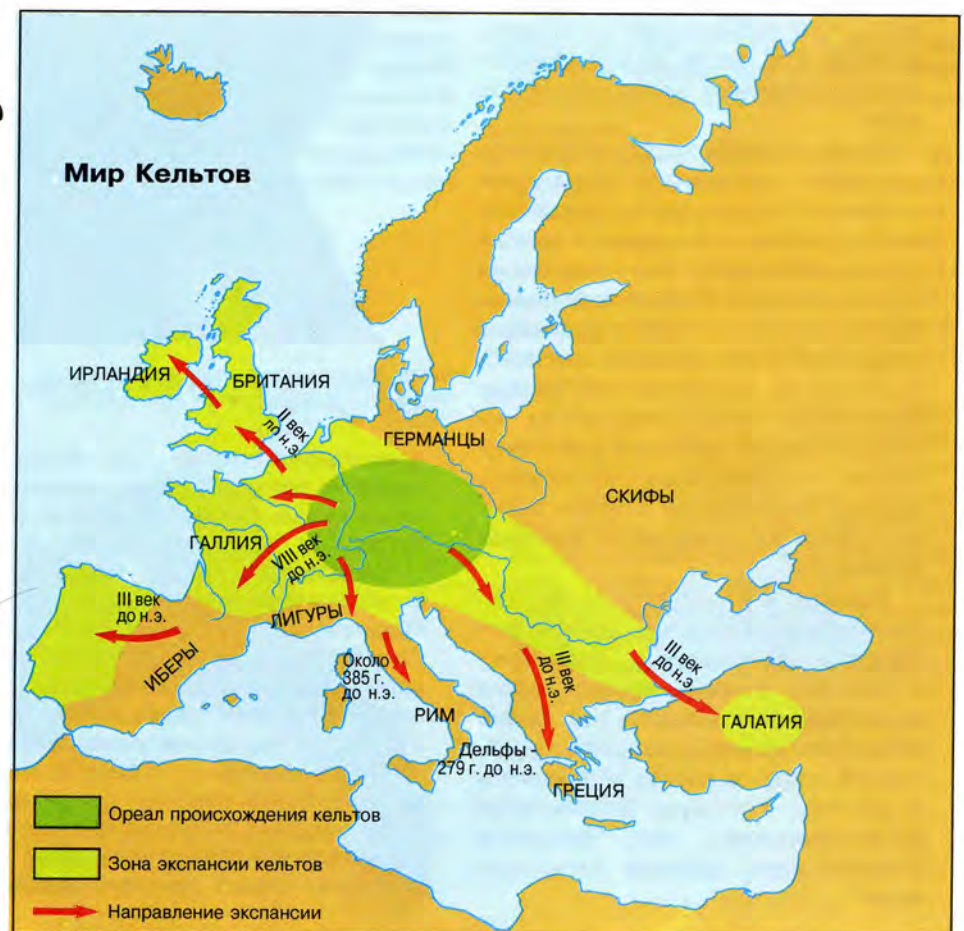 Мир Кельтов
ИРЛАНДИЯ
БРИТАНИЯ
II век
до н.э.
ГЕРМАНЦЫ
СКИФЫ
ГАЛЛИЯ
VIII век
до н.э.
III век
до н.э.
ЛИГУРЫ
ИБЕРЫ
Около
385 г.
до н.э.
РИМ
III век
до н.э.
III век
до н.э.
ГАЛАТИЯ
Дельфы -
279 г. до н.э.
ГРЕЦИЯ
Ореал происхождения кельтов
Зона экспансии кельтов
Направление экспансии